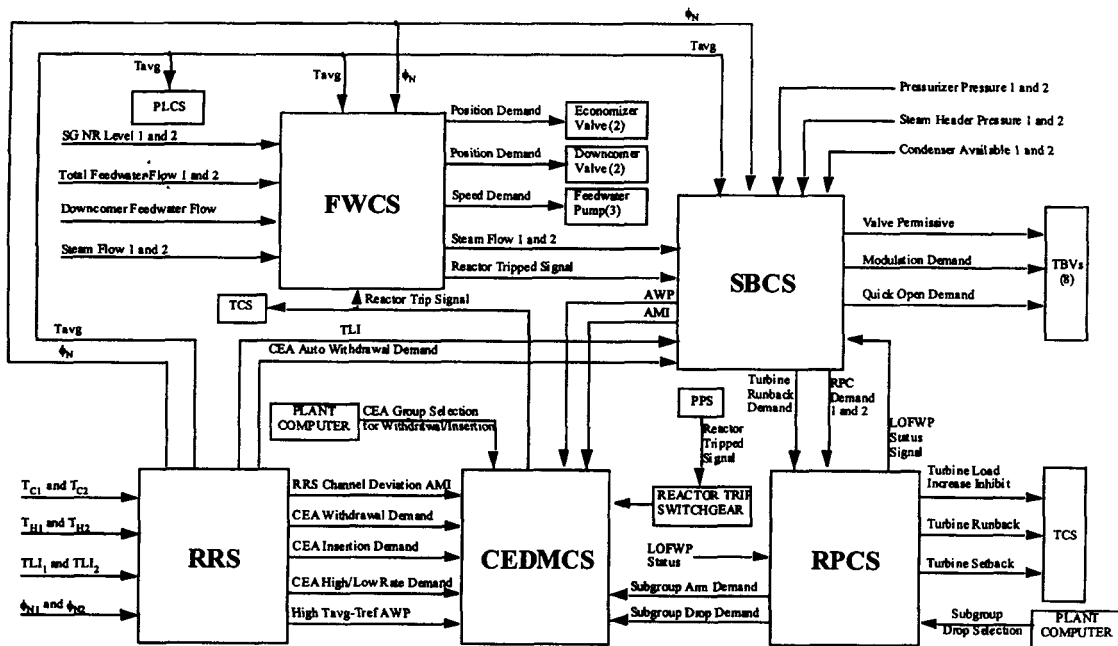 ϕN
Tavg
Tavg
Tavg
ϕN
PLCS
Pressurizer Pressure 1 and 2
Steam Header Pressure 1 and 2
Condenser Available 1 and 2
SG NR Level 1 and 2
Total Feedwater Flow 1 and 2
Downcomer Feedwater Flow
Steam Flow 1 and 2
FWCS
Position Demand
Economizer
Valve (2)
Position Demand
Downcomer
Valve (2)
Speed Demand
Feedwater
Pump(3)
Steam Flow 1 and 2
Reactor Tripped Signal
SBCS
Valve Permissive
Modulation Demand
Quick Open Demand
TBVs
(8)
TCS
Reactor Trip Signal
AWP
AMI
Tavg
ϕN
TLI
CEA Auto Withdrawal Demand
Turbine
Runback
Demand
RPC
Demand
1 and 2
LOFWP
Status
Signal
PLANT
COMPUTER
CEA Group Selection
for Withdrawal/Insertion
PPS
Reactor
Tripped
Signal
TC1 and TC2
TH1 and TH2
TLI1 and TLI2
ϕN1 and ϕN2
RRS
RRS Channel Deviation AMI
CEA Withdrawal Demand
CEA Insertion Demand
CEA High/Low Rate Demand
High Tavg-Tref AWP
CEDMCS
REACTOR TRIP
SWITCHGEAR
LOFWP
Status
Subgroup Arm Demand
Subgroup Drop Demand
RPCS
Turbine Load
Increase Inhibit
Turbine Runback
Turbine Setback
TCS
Subgroup
Drop Selection
PLANT
COMPUTER